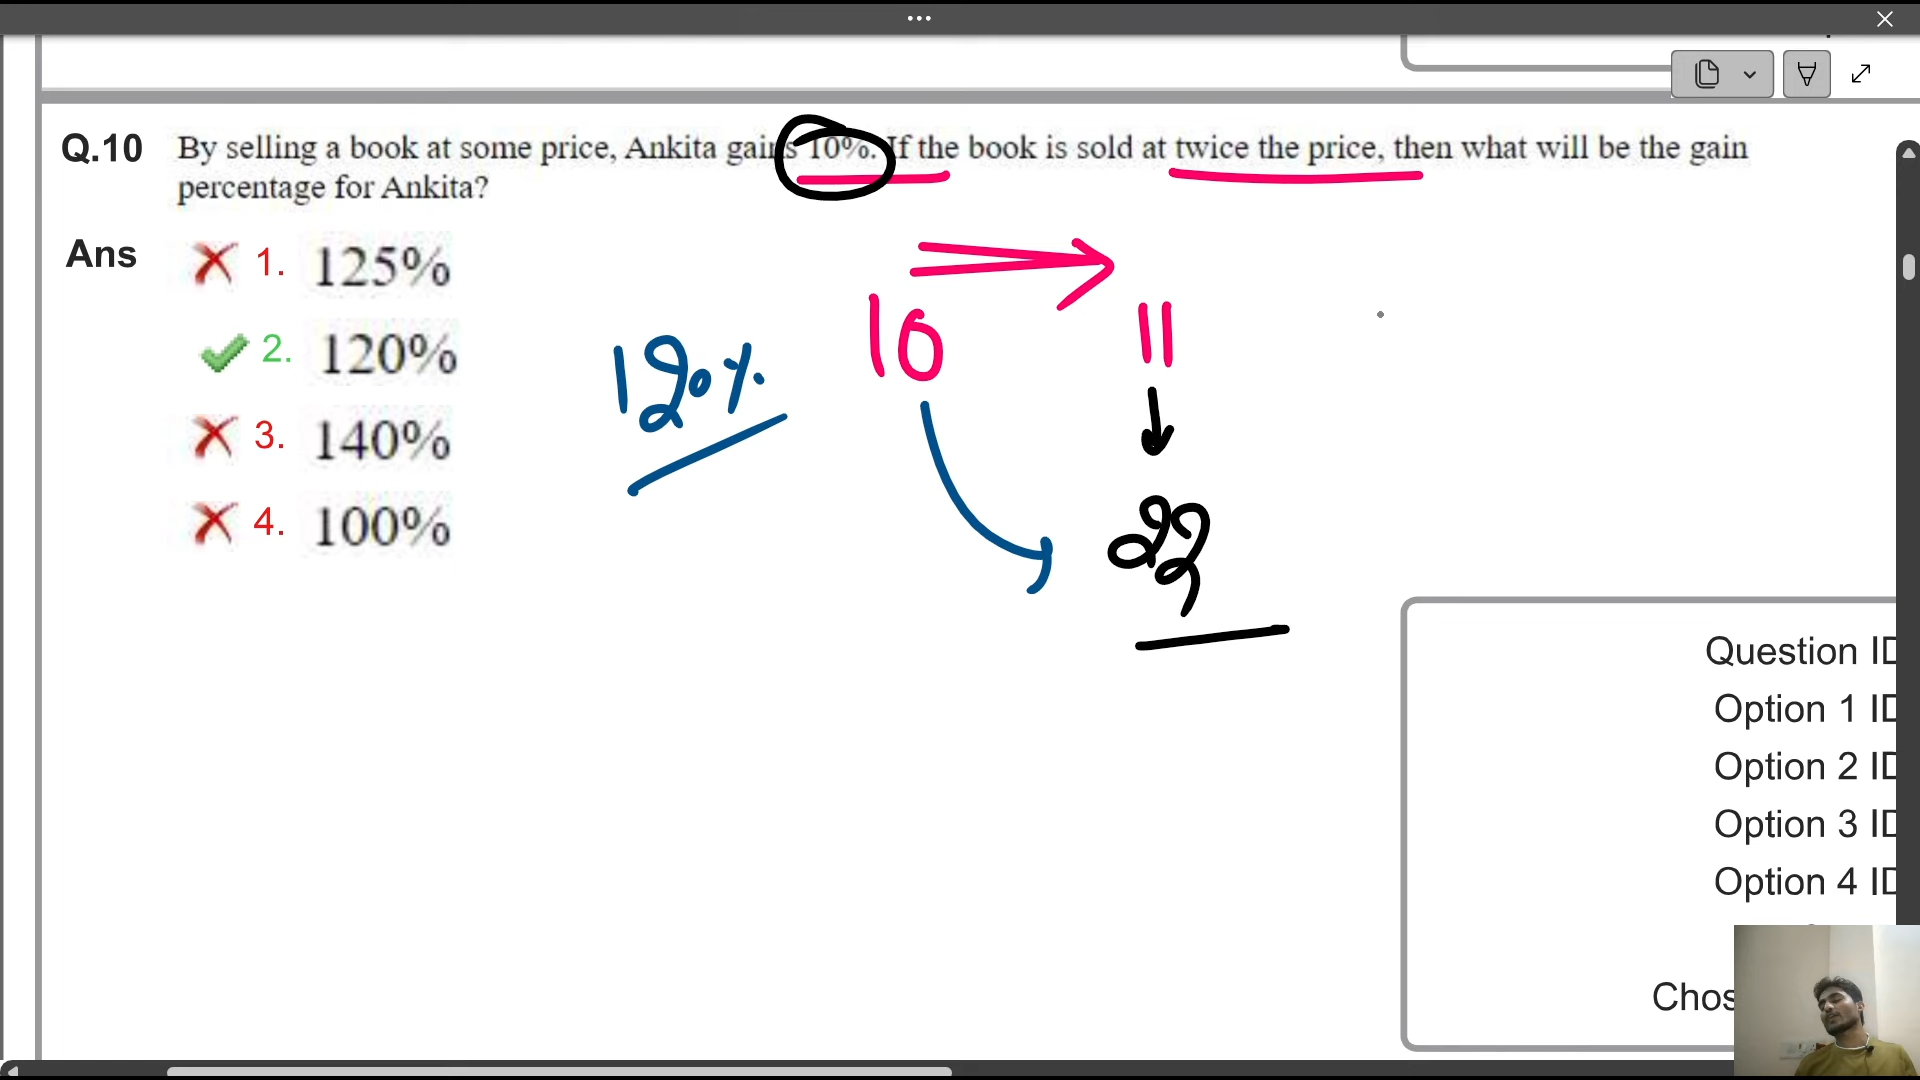 Q.10 By selling a book at some price, Ankita gains 10%. If the book is sold at twice the price, then what will be the gain
percentage for Ankita?
Ans 1. 125%
2. 120%
3. 140%
4. 100%
120%.
10 11
22
Question ID
Option 1 ID
Option 2 ID
Option 3 ID
Option 4 ID
Chos